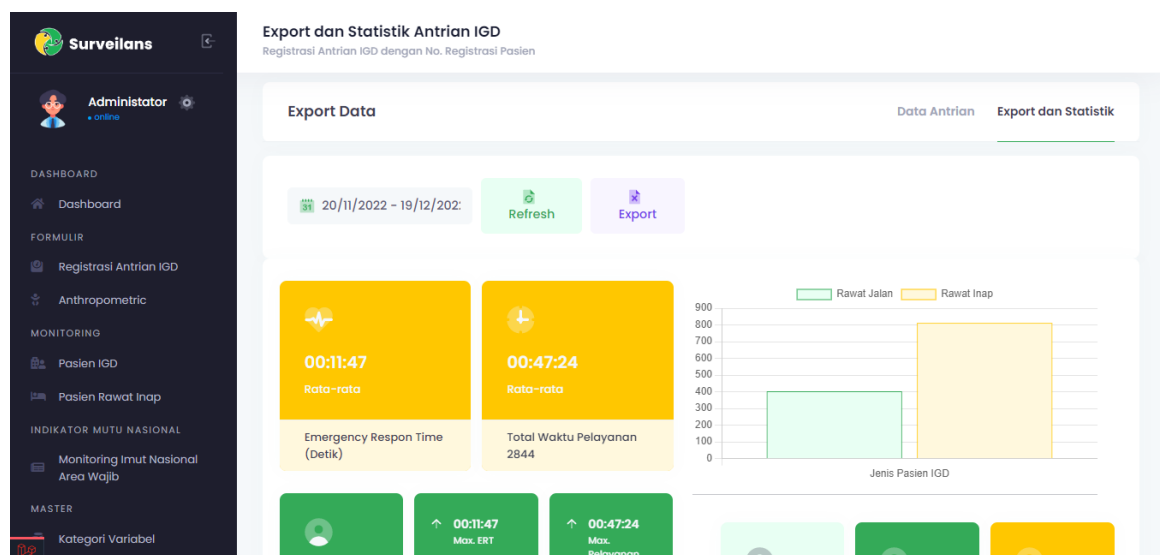 Surveilans
Administator
online
DASHBOARD
Dashboard
FORMULIR
Registrasi Antrian IGD
Anthropometric
MONITORING
Pasien IGD
Pasien Rawat Inap
INDIKATOR MUTU NASIONAL
Monitoring Imut Nasional
Area Wajib
MASTER
Kategori Variabel
Export dan Statistik Antrian IGD
Registrasi Antrian IGD dengan No. Registrasi Pasien
Export Data
Data Antrian
Export dan Statistik
31
20/11/2022 - 19/12/202
Refresh
Export
00:11:47
Rata-rata
Emergency Respon Time
(Detik)
00:47:24
Rata-rata
Total Waktu Pelayanan
2844
Rawat Jalan
Rawat Inap
900
800
700
600
500
400
300
200
100
0
Jenis Pasien IGD
00:11:47
Max. ERT
00:47:24
Max.
Pelayanan